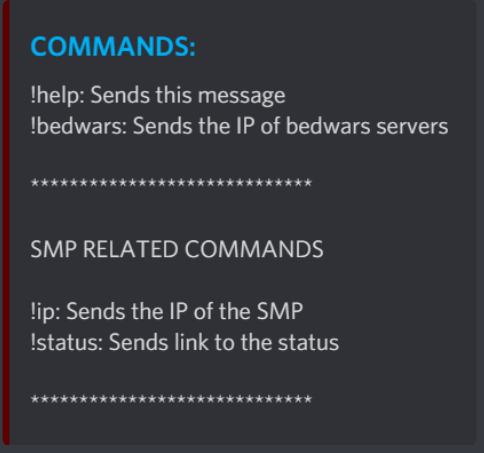 COMMANDS:
!help: Sends this message
!bedwars: Sends the IP of bedwars servers
*****************************
SMP RELATED COMMANDS
!ip: Sends the IP of the SMP
!status: Sends link to the status
*****************************